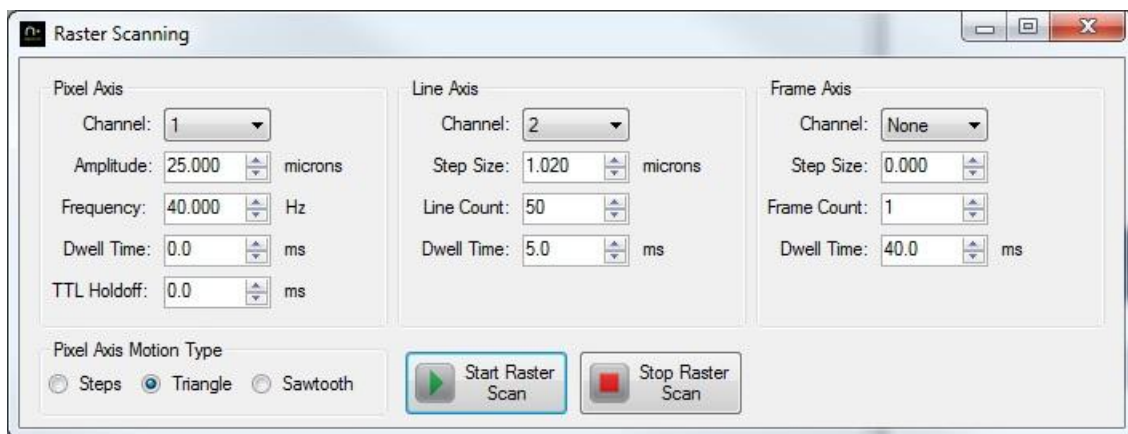 Raster Scanning
Pixel Axis
Channel: 1
Amplitude: 25.000 microns
Frequency: 40.000 Hz
Dwell Time: 0.0 ms
TTL Holdoff: 0.0 ms
Line Axis
Channel: 2
Step Size: 1.020 microns
Line Count: 50
Dwell Time: 5.0 ms
Frame Axis
Channel: None
Step Size: 0.000
Frame Count: 1
Dwell Time: 40.0 ms
Pixel Axis Motion Type
Steps Triangle Sawtooth
Start Raster
Scan
Stop Raster
Scan